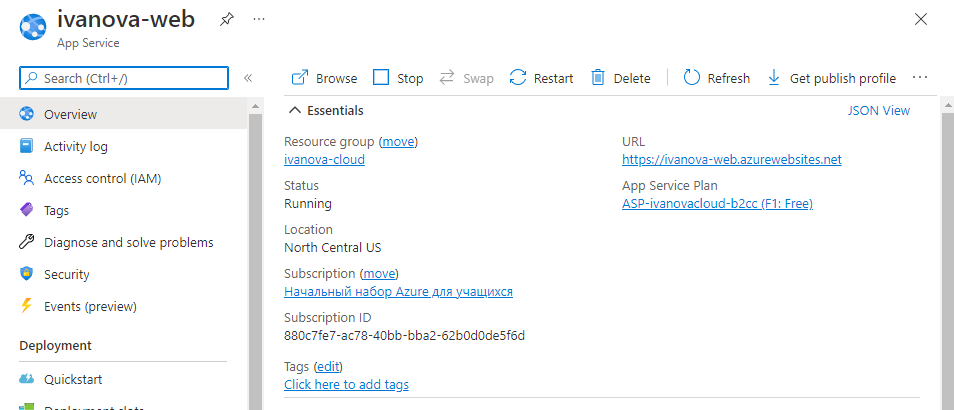 ivanova-web
App Service
Search (Ctrl+/)
Overview
Activity log
Access control (IAM)
Tags
Diagnose and solve problems
Security
Events (preview)
Deployment
Quickstart
Deployment slots
Browse
Stop
Swap
Restart
Delete
Refresh
Get publish profile
Essentials
JSON View
Resource group (move)
ivanova-cloud
Status
Running
Location
North Central US
Subscription (move)
Начальный набор Azure для учащихся
Subscription ID
880c7fe7-ac78-40bb-bba2-62b0d0de5f6d
Tags (edit)
Click here to add tags
URL
https://ivanova-web.azurewebsites.net
App Service Plan
ASP-ivanovacloud-b2cc (F1: Free)